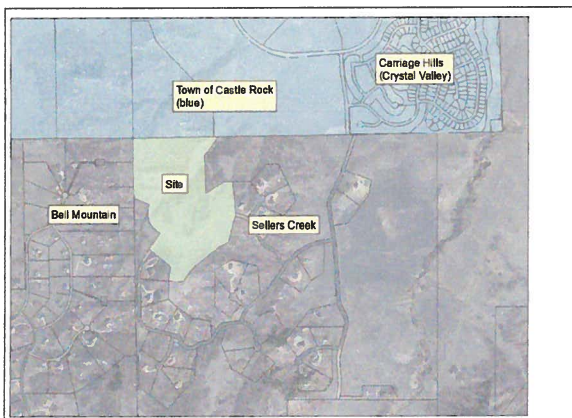 Carriage Hills
(Crystal Valley)
Town of Castle Rock
(blue)
Site
Bell Mountain
Sellers Creek